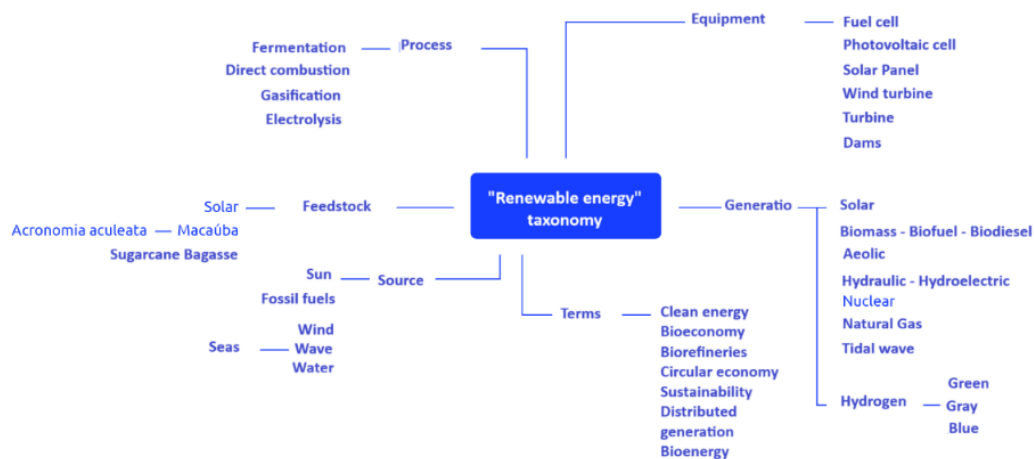 "Renewable energy"
taxonomy
Process
Fermentation
Direct combustion
Gasification
Electrolysis
Equipment
Fuel cell
Photovoltaic cell
Solar Panel
Wind turbine
Turbine
Dams
Feedstock
Solar
Acronomia aculeata — Macaúba
Sugarcane Bagasse
Source
Sun
Fossil fuels
Seas
Wind
Wave
Water
Terms
Clean energy
Bioeconomy
Biorefineries
Circular economy
Sustainability
Distributed
generation
Bioenergy
Generatio
Solar
Biomass - Biofuel - Biodiesel
Aeolic
Hydraulic - Hydroelectric
Nuclear
Natural Gas
Tidal wave
Hydrogen
Green
Gray
Blue